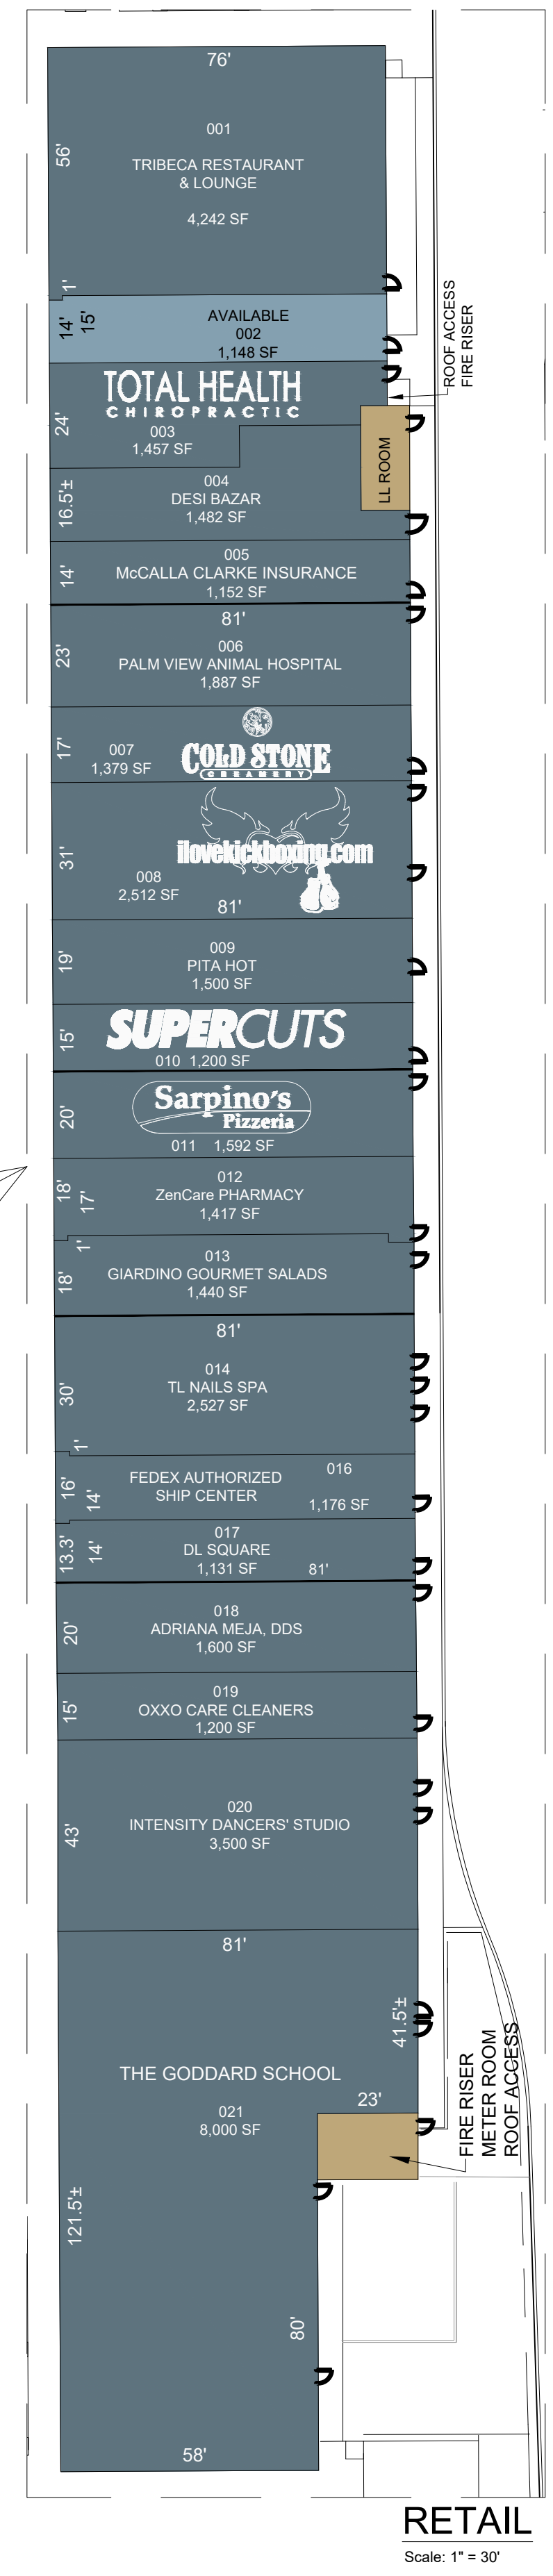 76'
001
TRIBECA RESTAURANT
& LOUNGE
4,242 SF
56'
1'
AVAILABLE
002
1,148 SF
14'
15'
ROOF ACCESS
FIRE RISER
TOTAL HEALTH
CHIROPRACTIC
003
1,457 SF
24'
LL ROOM
004
DESI BAZAR
1,482 SF
16.5'±
005
McCALLA CLARKE INSURANCE
1,152 SF
14'
81'
006
PALM VIEW ANIMAL HOSPITAL
1,887 SF
23'
007
1,379 SF
COLD STONE
CREAMERY
17'
ilovekickboxing.com
008
2,512 SF
81'
31'
009
PITA HOT
1,500 SF
19'
SUPERCUTS
010 1,200 SF
15'
Sarpino's
Pizzeria
011 1,592 SF
20'
012
ZenCare PHARMACY
1,417 SF
18'
17'
1'
013
GIARDINO GOURMET SALADS
1,440 SF
18'
81'
014
TL NAILS SPA
2,527 SF
30'
1'
FEDEX AUTHORIZED
SHIP CENTER
016
1,176 SF
16'
14'
017
DL SQUARE
1,131 SF
81'
13.3'
14'
018
ADRIANA MEJA, DDS
1,600 SF
20'
019
OXXO CARE CLEANERS
1,200 SF
15'
020
INTENSITY DANCERS' STUDIO
3,500 SF
43'
81'
41.5'±
THE GODDARD SCHOOL
021
8,000 SF
23'
FIRE RISER
METER ROOM
ROOF ACCESS
121.5'±
80'
58'
RETAIL
Scale: 1" = 30'